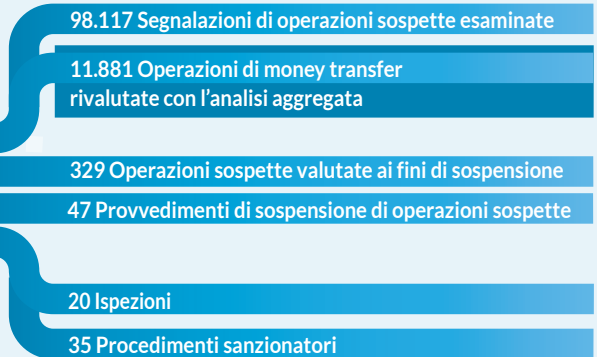 98.117 Segnalazioni di operazioni sospette esaminate
11.881 Operazioni di money transfer
rivalutate con l'analisi aggregata
329 Operazioni sospette valutate ai fini di sospensione
47 Provvedimenti di sospensione di operazioni sospette
20 Ispezioni
35 Procedimenti sanzionatori